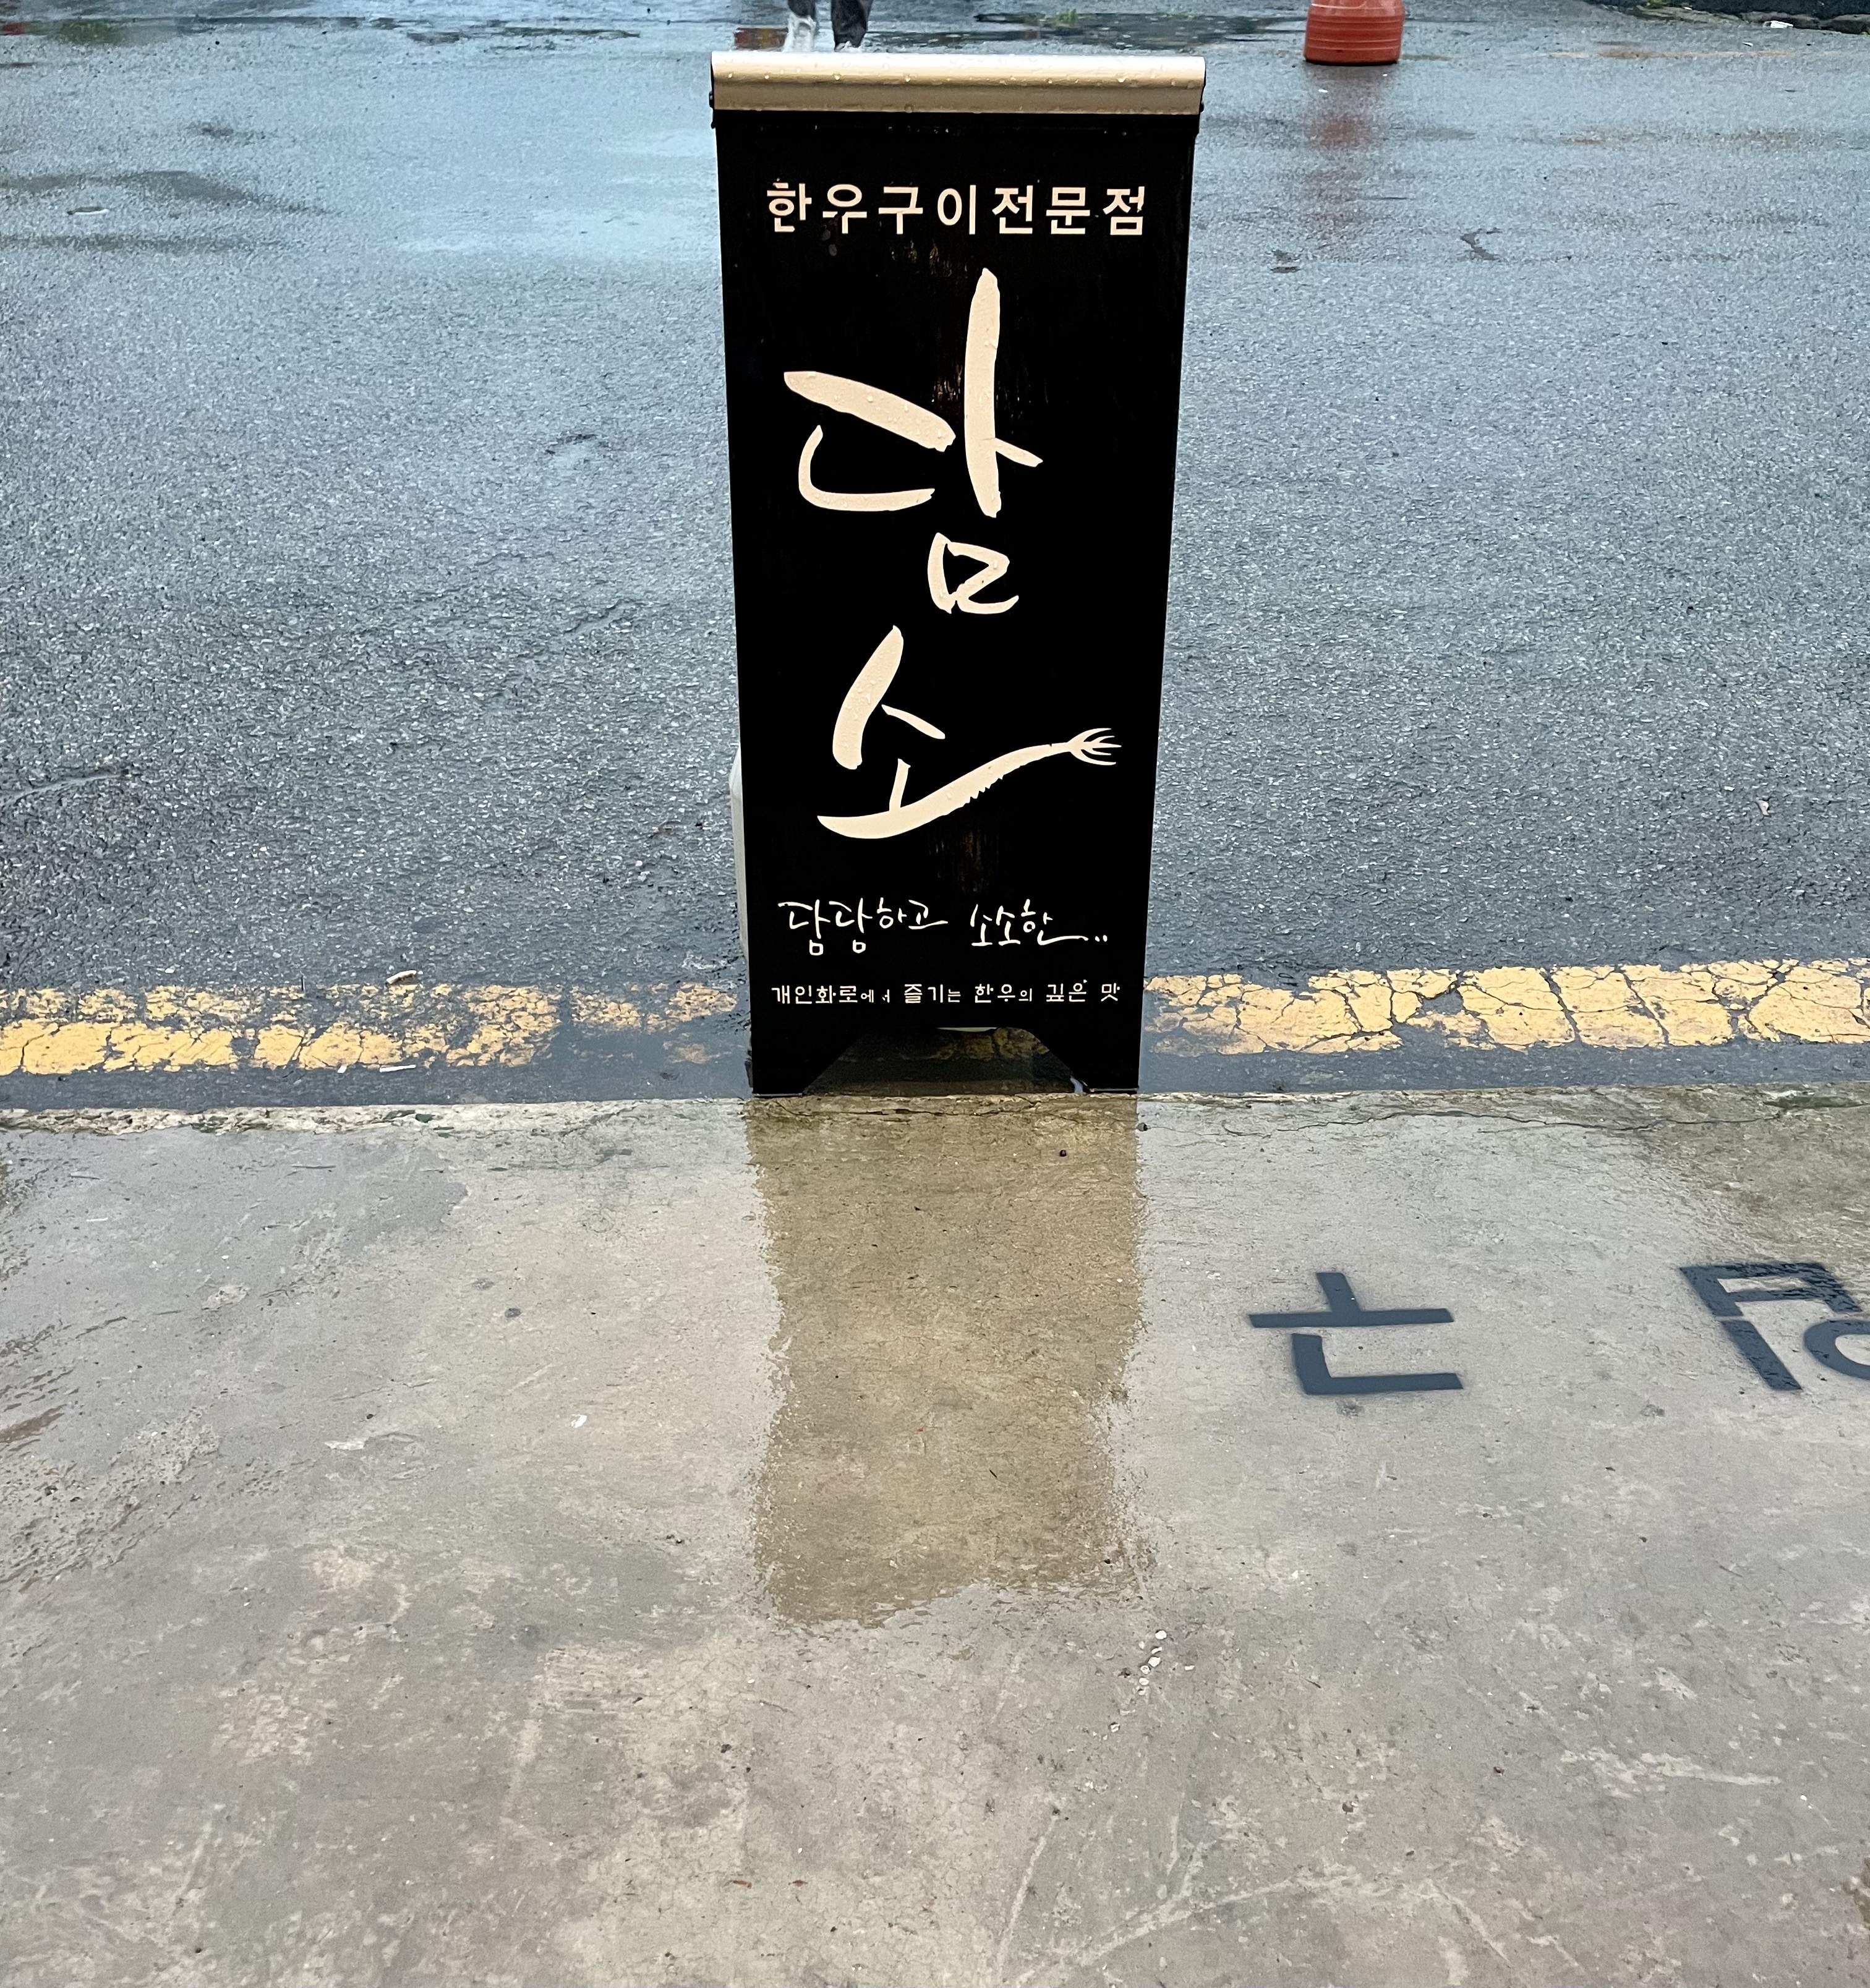 한우구이전문점
담
소
담담하고 소소한...
개인화로에서 즐기는 한우의 깊은 맛